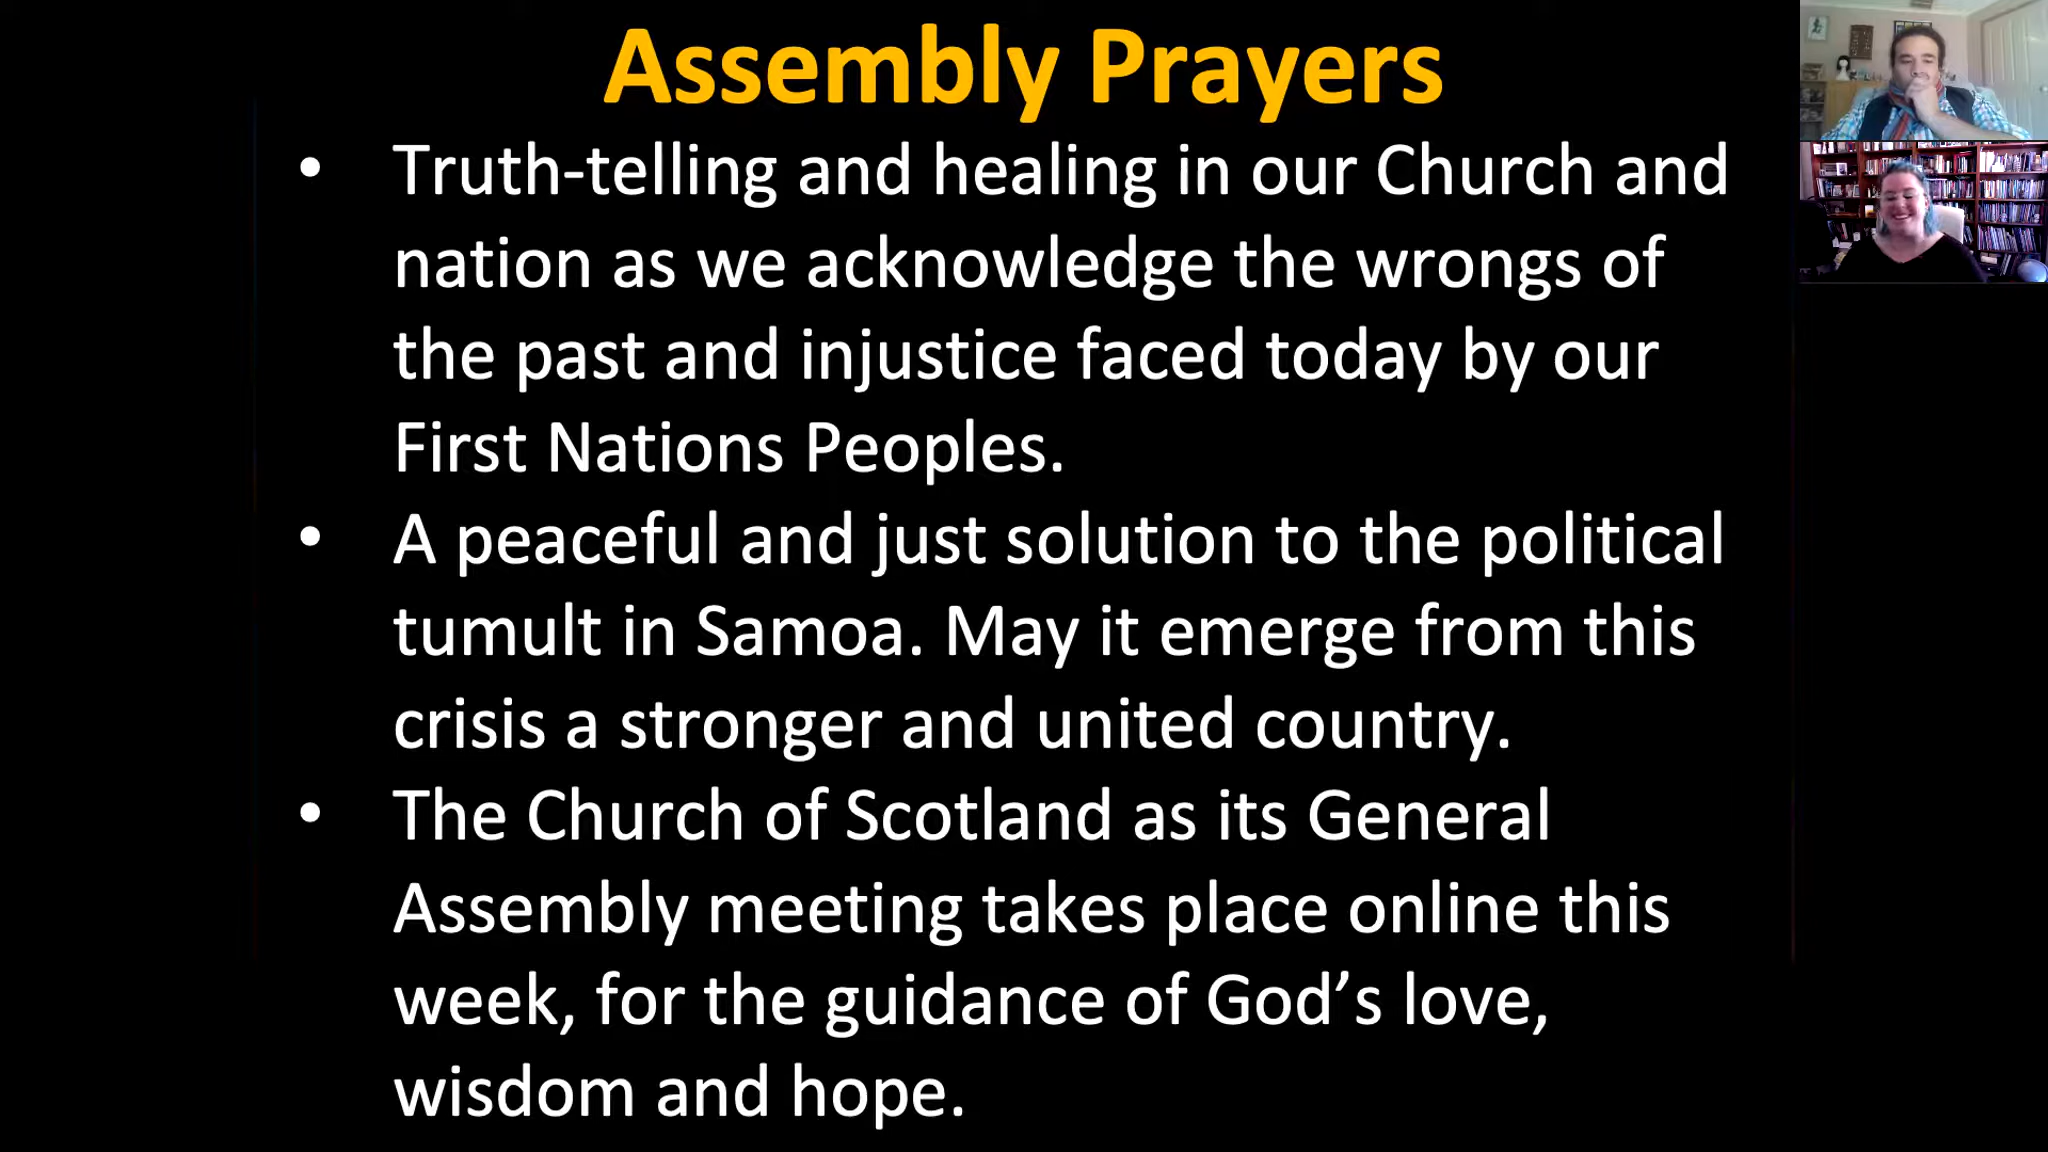 Assembly Prayers
• Truth-telling and healing in our Church and
nation as we acknowledge the wrongs of
the past and injustice faced today by our
First Nations Peoples.
• A peaceful and just solution to the political
tumult in Samoa. May it emerge from this
crisis a stronger and united country.
• The Church of Scotland as its General
Assembly meeting takes place online this
week, for the guidance of God’s love,
wisdom and hope.